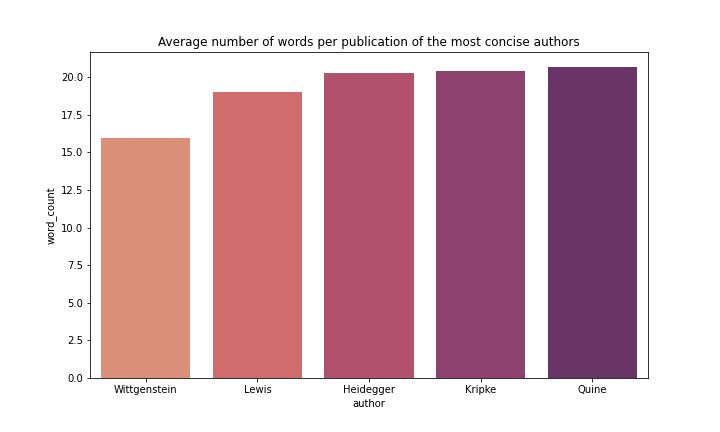 Average number of words per publication of the most concise authors
word_count
20.0
17.5
15.0
12.5
10.0
7.5
5.0
2.5
0.0
Wittgenstein
Lewis
Heidegger
Kripke
Quine
author